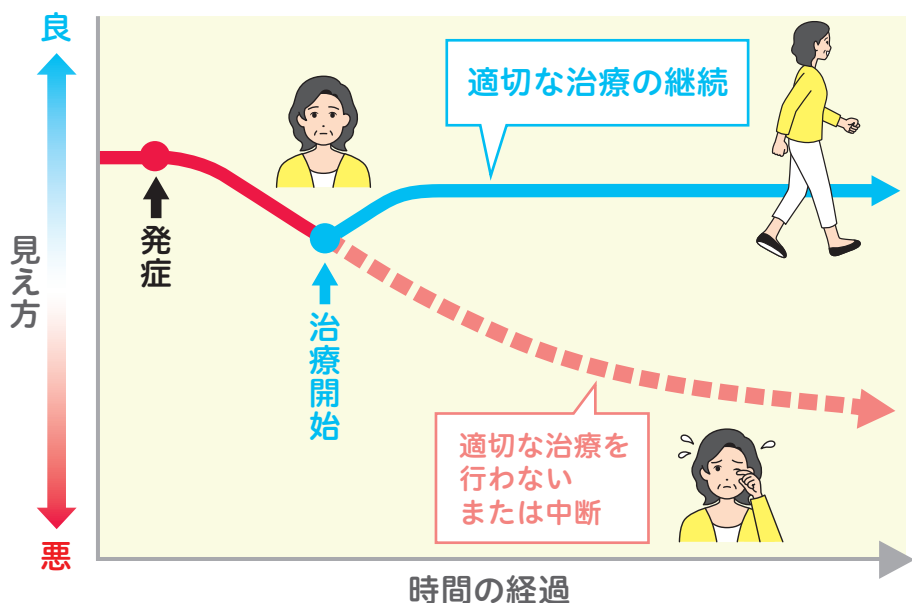 良
見え方
悪
発症
治療開始
適切な治療の継続
適切な治療を
行わない
または中断
時間の経過